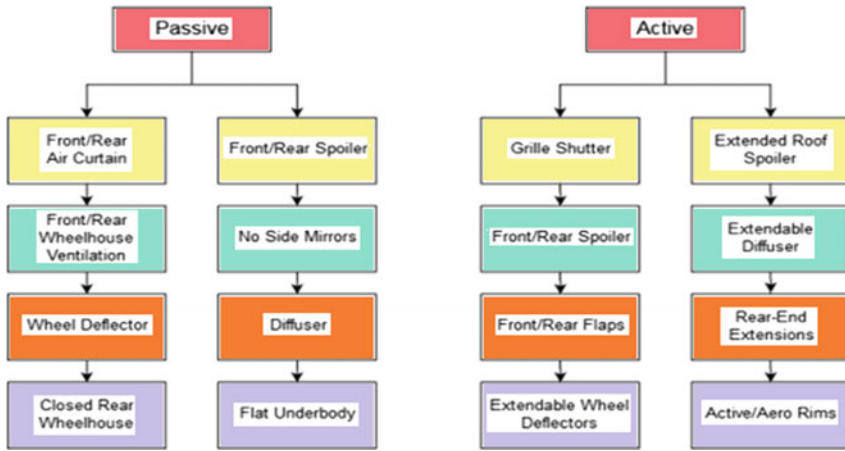 Passive
Active
Front/Rear
Air Curtain
Front/Rear Spoiler
Grille Shutter
Extended Roof
Spoiler
Front/Rear
Wheelhouse
Ventilation
No Side Mirrors
Front/Rear Spoiler
Extendable
Diffuser
Wheel Deflector
Diffuser
Front/Rear Flaps
Rear-End
Extensions
Closed Rear
Wheelhouse
Flat Underbody
Extendable Wheel
Deflectors
Active/Aero Rims